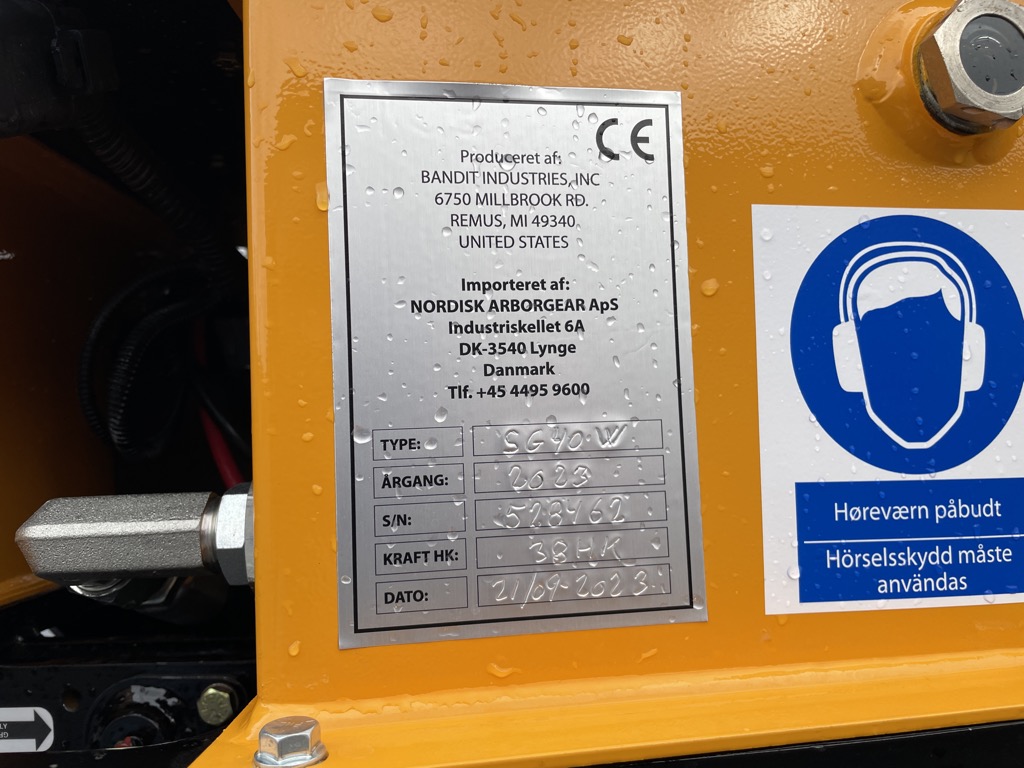 CE
Produceret af:
BANDIT INDUSTRIES, INC
6750 MILLBROOK RD.
REMUS, MI 49340
UNITED STATES
Importeret af:
NORDISK ARBORGEAR ApS
Industriskellet 6A
DK-3540 Lynge
Danmark
Tlf. +45 4495 9600
TYPE: SG40 W
ÅRGANG: 2023
S/N: 528462
KRAFT HK: 38HK
DATO: 21/09-2023
Høreværn påbudt
Hörselsskydd måste
användas